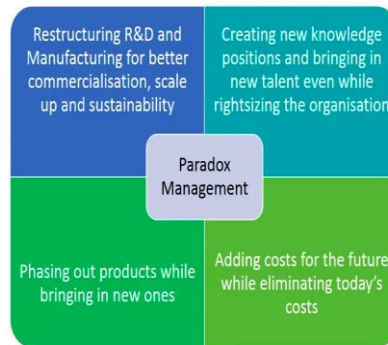 Restructuring R&D and
Manufacturing for better
commercialisation, scale
up and sustainability
Creating new knowledge
positions and bringing in
new talent even while
rightsizing the organisation
Paradox
Management
Phasing out products while
bringing in new ones
Adding costs for the future
while eliminating today's
costs